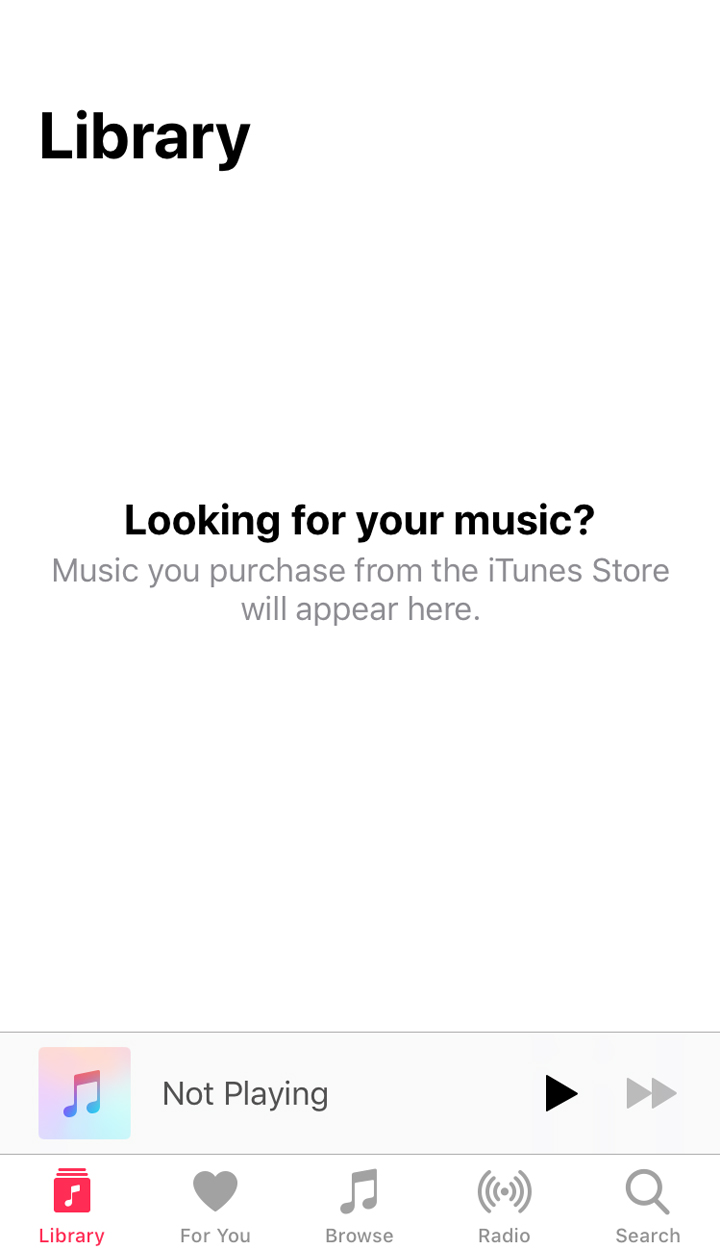 Library
Looking for your music?
Music you purchase from the iTunes Store
will appear here.
Not Playing
Library
For You
Browse
Radio
Search